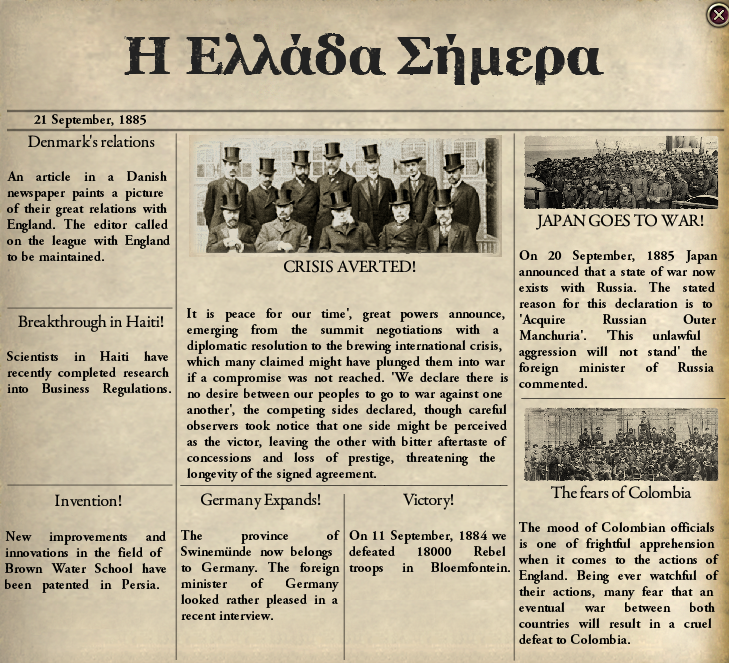 Η Ελλάδα Σήμερα
21 September, 1885
Denmark's relations
An article in a Danish
newspaper paints a picture
of their great relations with
England. The editor called
on the league with England
to be maintained.
Breakthrough in Haiti!
Scientists in Haiti have
recently completed research
into Business Regulations.
Invention!
New improvements and
innovations in the field of
Brown Water School have
been patented in Persia.
CRISIS AVERTED!
It is peace for our time', great powers announce,
emerging from the summit negotiations with a
diplomatic resolution to the brewing international crisis,
which many claimed might have plunged them into war
if a compromise was not reached. 'We declare there is
no desire between our peoples to go to war against one
another', the competing sides declared, though careful
observers took notice that one side might be perceived
as the victor, leaving the other with bitter aftertaste of
concessions and loss of prestige, threatening the
longevity of the signed agreement.
Germany Expands!
The province of
Swinemünde now belongs
to Germany. The foreign
minister of Germany
looked rather pleased in a
recent interview.
Victory!
On 11 September, 1884 we
defeated 18000 Rebel
troops in Bloemfontein.
JAPAN GOES TO WAR!
On 20 September, 1885 Japan
announced that a state of war now
exists with Russia. The stated
reason for this declaration is to
'Acquire Russian Outer
Manchuria'. 'This unlawful
aggression will not stand' the
foreign minister of Russia
commented.
The fears of Colombia
The mood of Colombian officials
is one of frightful apprehension
when it comes to the actions of
England. Being ever watchful of
their actions, many fear that an
eventual war between both
countries will result in a cruel
defeat to Colombia.